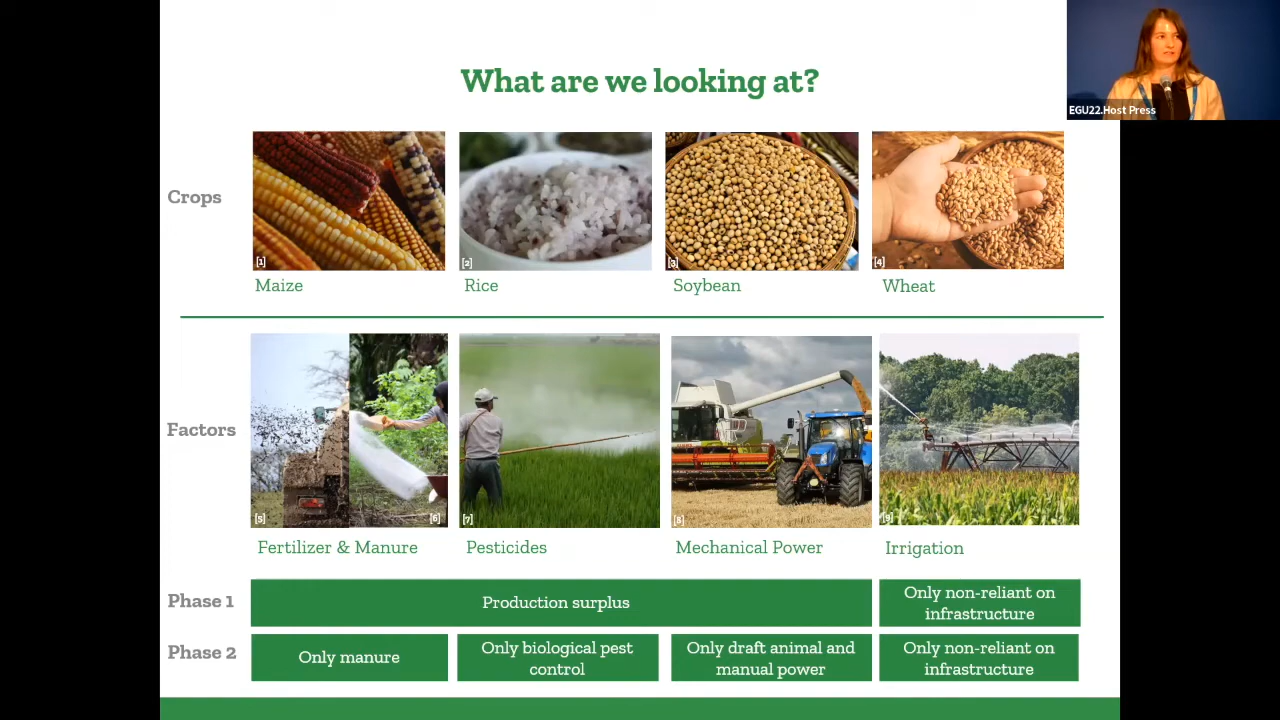 What are we looking at?
EGU22.Host Press
Crops
[1]
[2]
[3]
[4]
Maize
Rice
Soybean
Wheat
Factors
[5]
[6]
[7]
[8]
[9]
Fertilizer & Manure
Pesticides
Mechanical Power
Irrigation
Phase 1
Production surplus
Only non-reliant on
infrastructure
Phase 2
Only manure
Only biological pest
control
Only draft animal and
manual power
Only non-reliant on
infrastructure